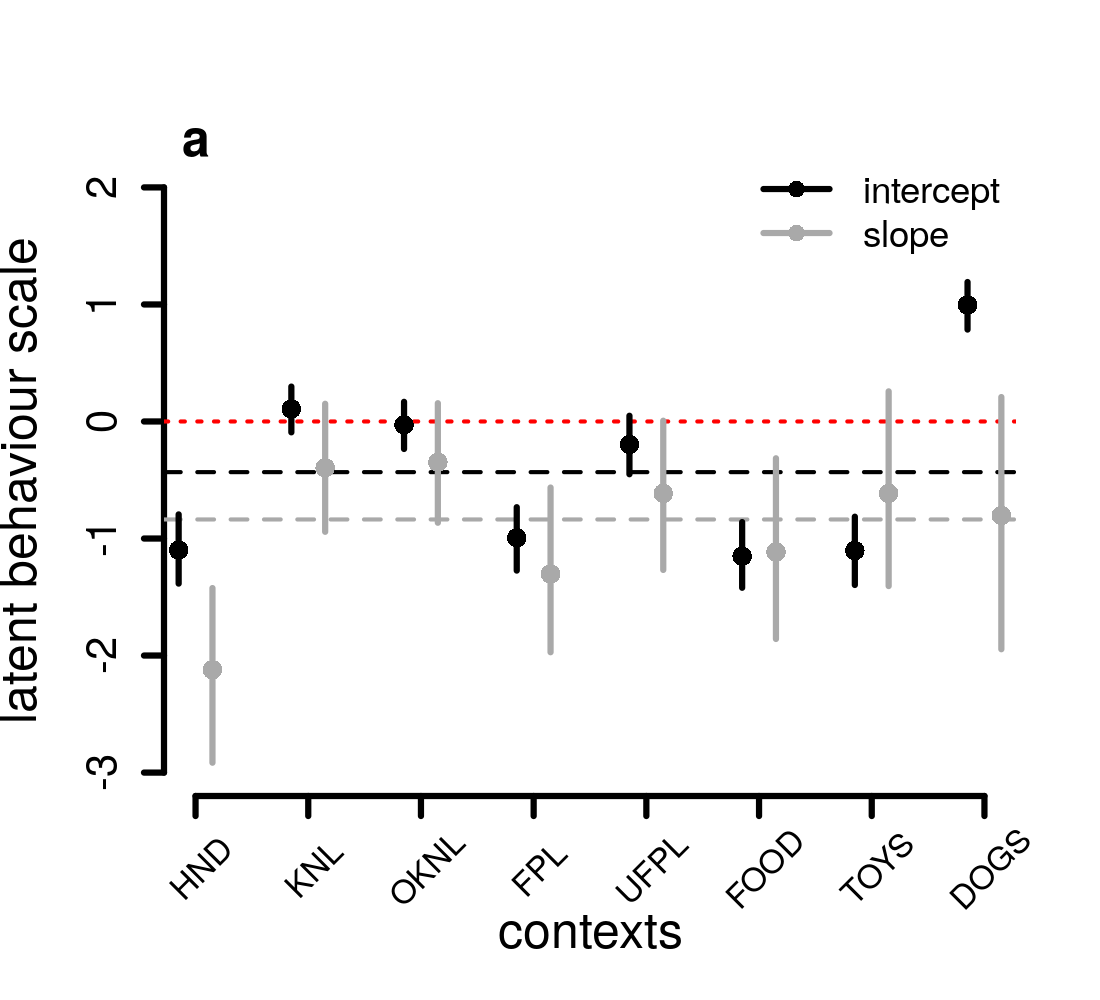 a
intercept
slope
latent behaviour scale
2
1
0
-1
-2
-3
HND
KNL
OKNL
FPL
UFPL
FOOD
TOYS
DOGS
contexts